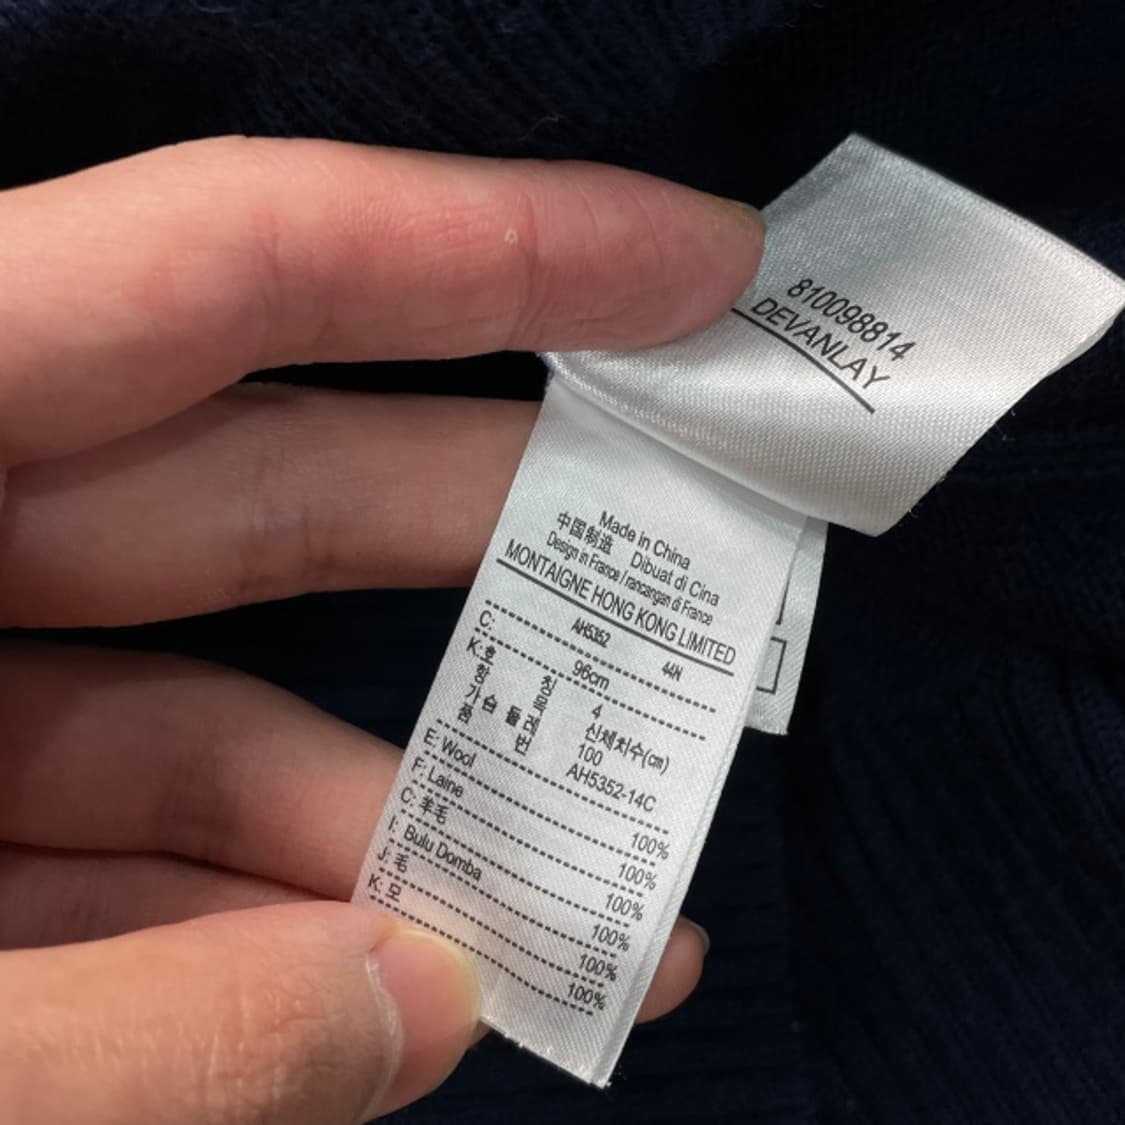 810098814
DEVANLAY
Made in China
中国制造 Dibuat di Cina
Design in France / rancangan di France
MONTAIGNE HONG KONG LIMITED
C: AH5352 44N
96cm
K: 호 칭 4
항 목 신체치수(cm)
가슴둘레 100
품 번 AH5352-14C
E: Wool 100%
F: Laine 100%
C: 羊毛 100%
I: Bulu Domba 100%
J: 毛 100%
K: 모 100%